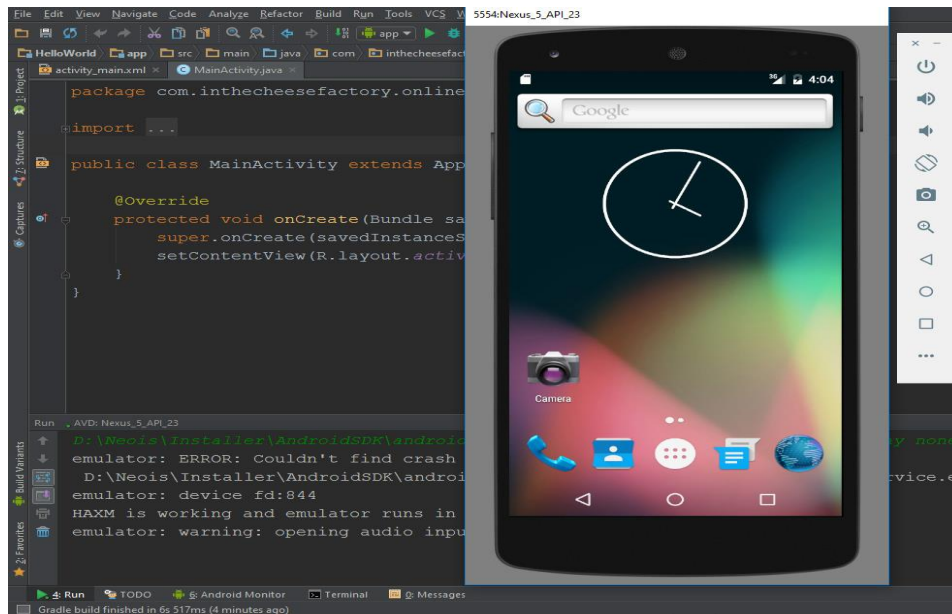 File Edit View Navigate Code Analyze Refactor Build Run Tools VCS
5554:Nexus_5_API_23
app
HelloWorld app src main java com inthecheesefact
activity_main.xml × MainActivity.java ×
1: Project
7: Structure
Captures
package com.inthecheesefactory.online
import ...
public class MainActivity extends App
@Override
protected void onCreate(Bundle sa
super.onCreate(savedInstanceS
setContentView(R.layout.activ
}
}
36 4:04
Google
Camera
Run AVD: Nexus_5_API_23
Build Variants
2: Favorites
D:\Neois\Installer\AndroidSDK\android
none
emulator: ERROR: Couldn't find crash
D:\Neois\Installer\AndroidSDK\androi
rvice.e
emulator: device fd:844
HAXM is working and emulator runs in
emulator: warning: opening audio inpu
4: Run TODO 6: Android Monitor Terminal 0: Messages
Gradle build finished in 6s 517ms (4 minutes ago)